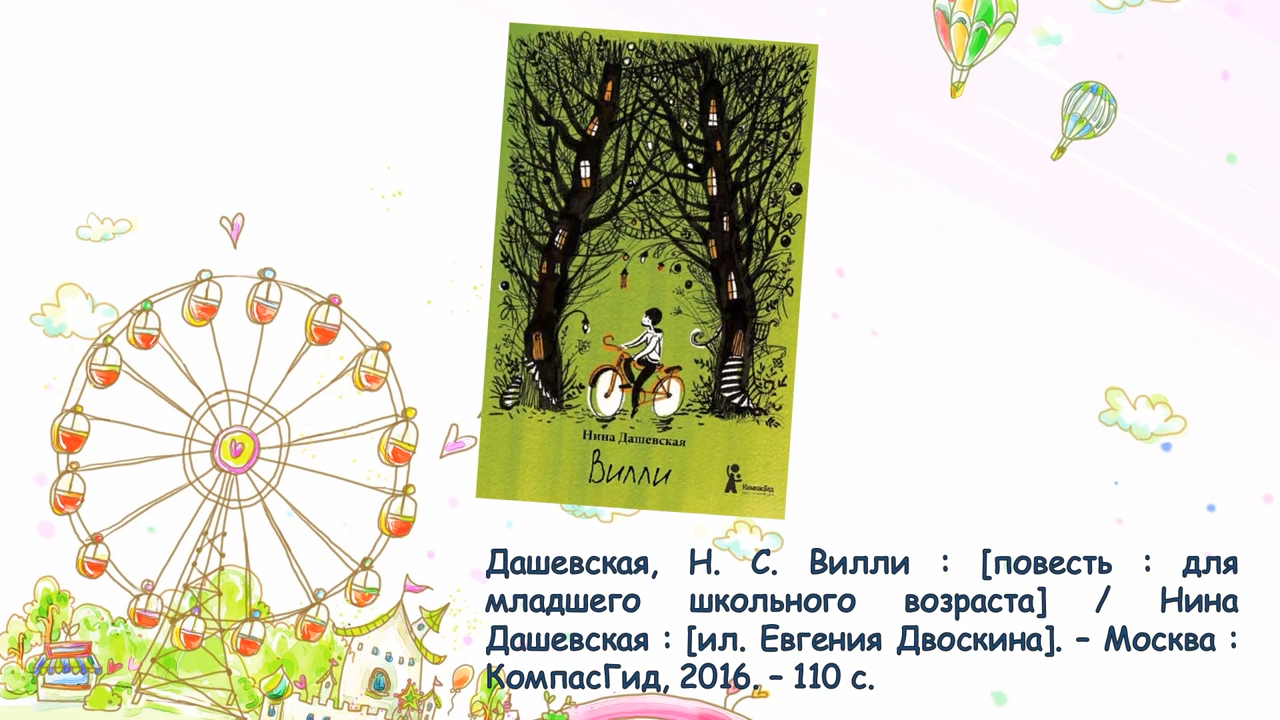 Нина Дашевская
Вилли
КомпасГид
Дашевская, Н. С. Вилли : [повесть : для
младшего школьного возраста] / Нина
Дашевская : [ил. Евгения Двоскина]. – Москва :
КомпасГид, 2016. – 110 с.